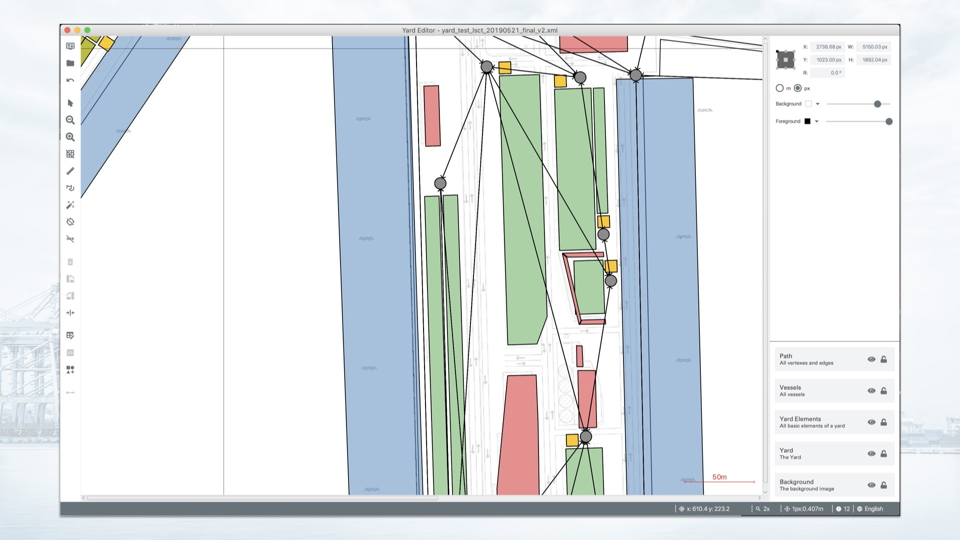 Yard Editor - yard_test_lsct_20190521_final_v2.xml
X: 2736.68 px W: 5150.03 px
Y: 1023.00 px H: 1692.04 px
R: 0.0 °
m px
Background
Foreground
50m
Path
All vertexes and edges
Vessels
All vessels
Yard Elements
All basic elements of a yard
Yard
The Yard
Background
The background image
x: 610.4 y: 223.2 2x 1px:0.407m 12 English